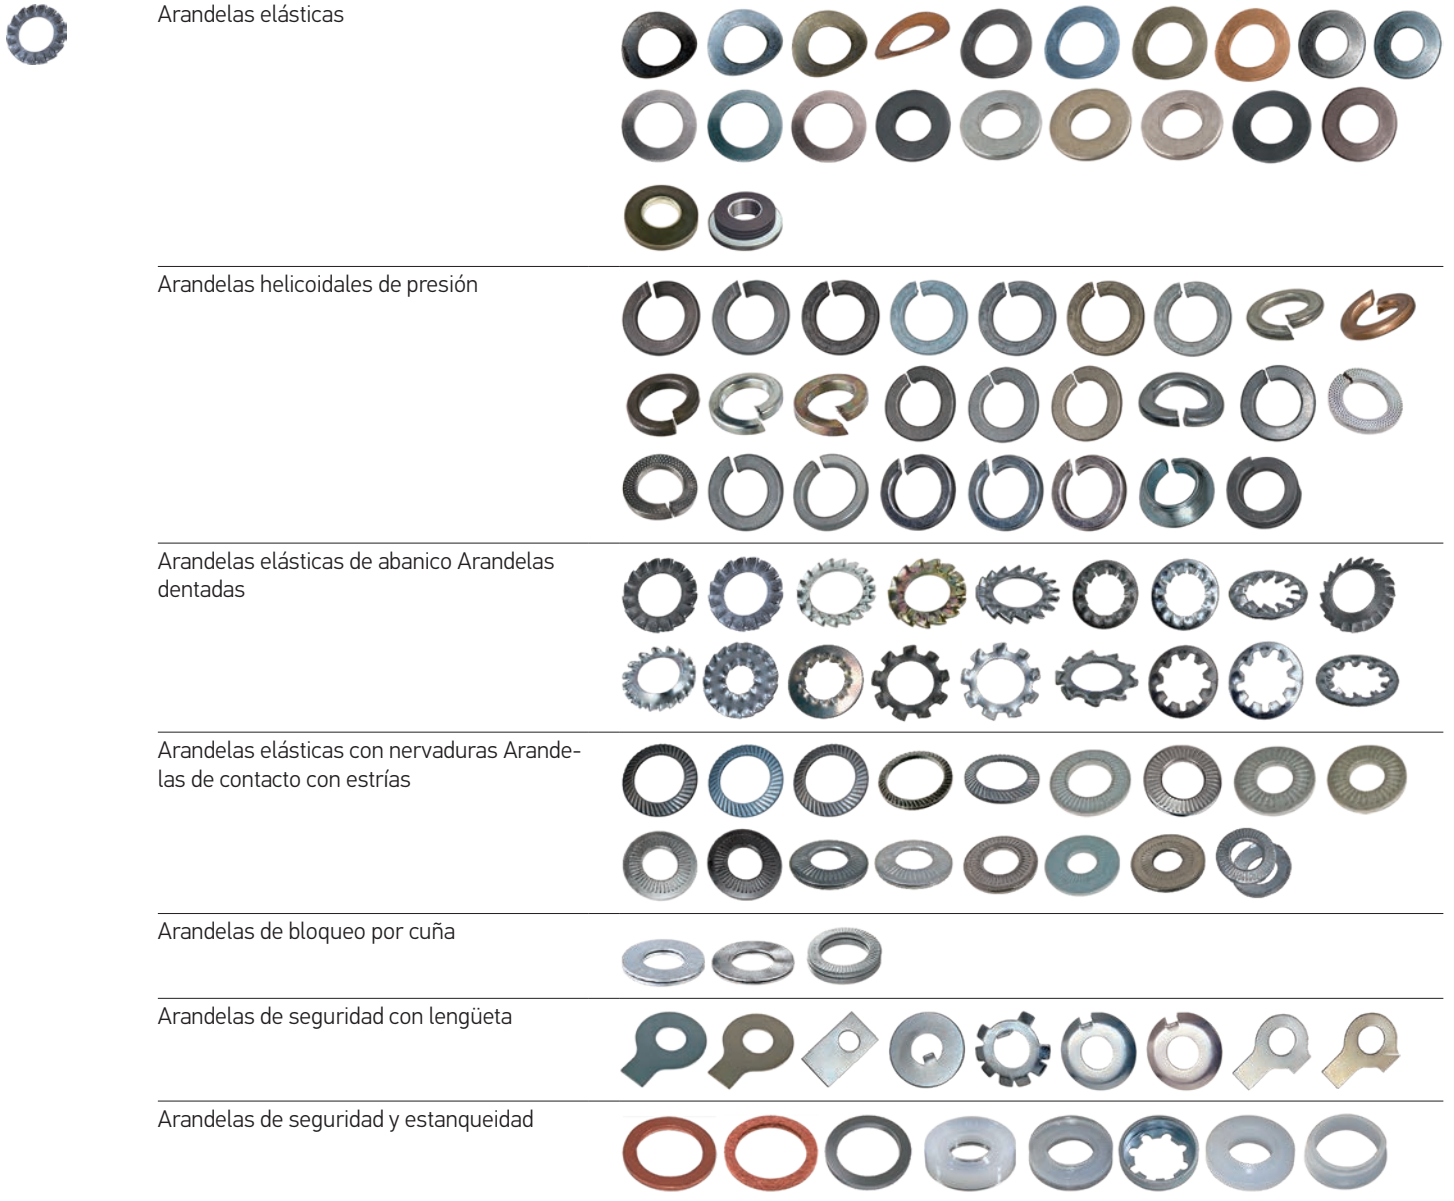 Arandelas elásticas
Arandelas helicoidales de presión
Arandelas elásticas de abanico Arandelas
dentadas
Arandelas elásticas con nervaduras Arande-
las de contacto con estrías
Arandelas de bloqueo por cuña
Arandelas de seguridad con lengüeta
Arandelas de seguridad y estanqueidad